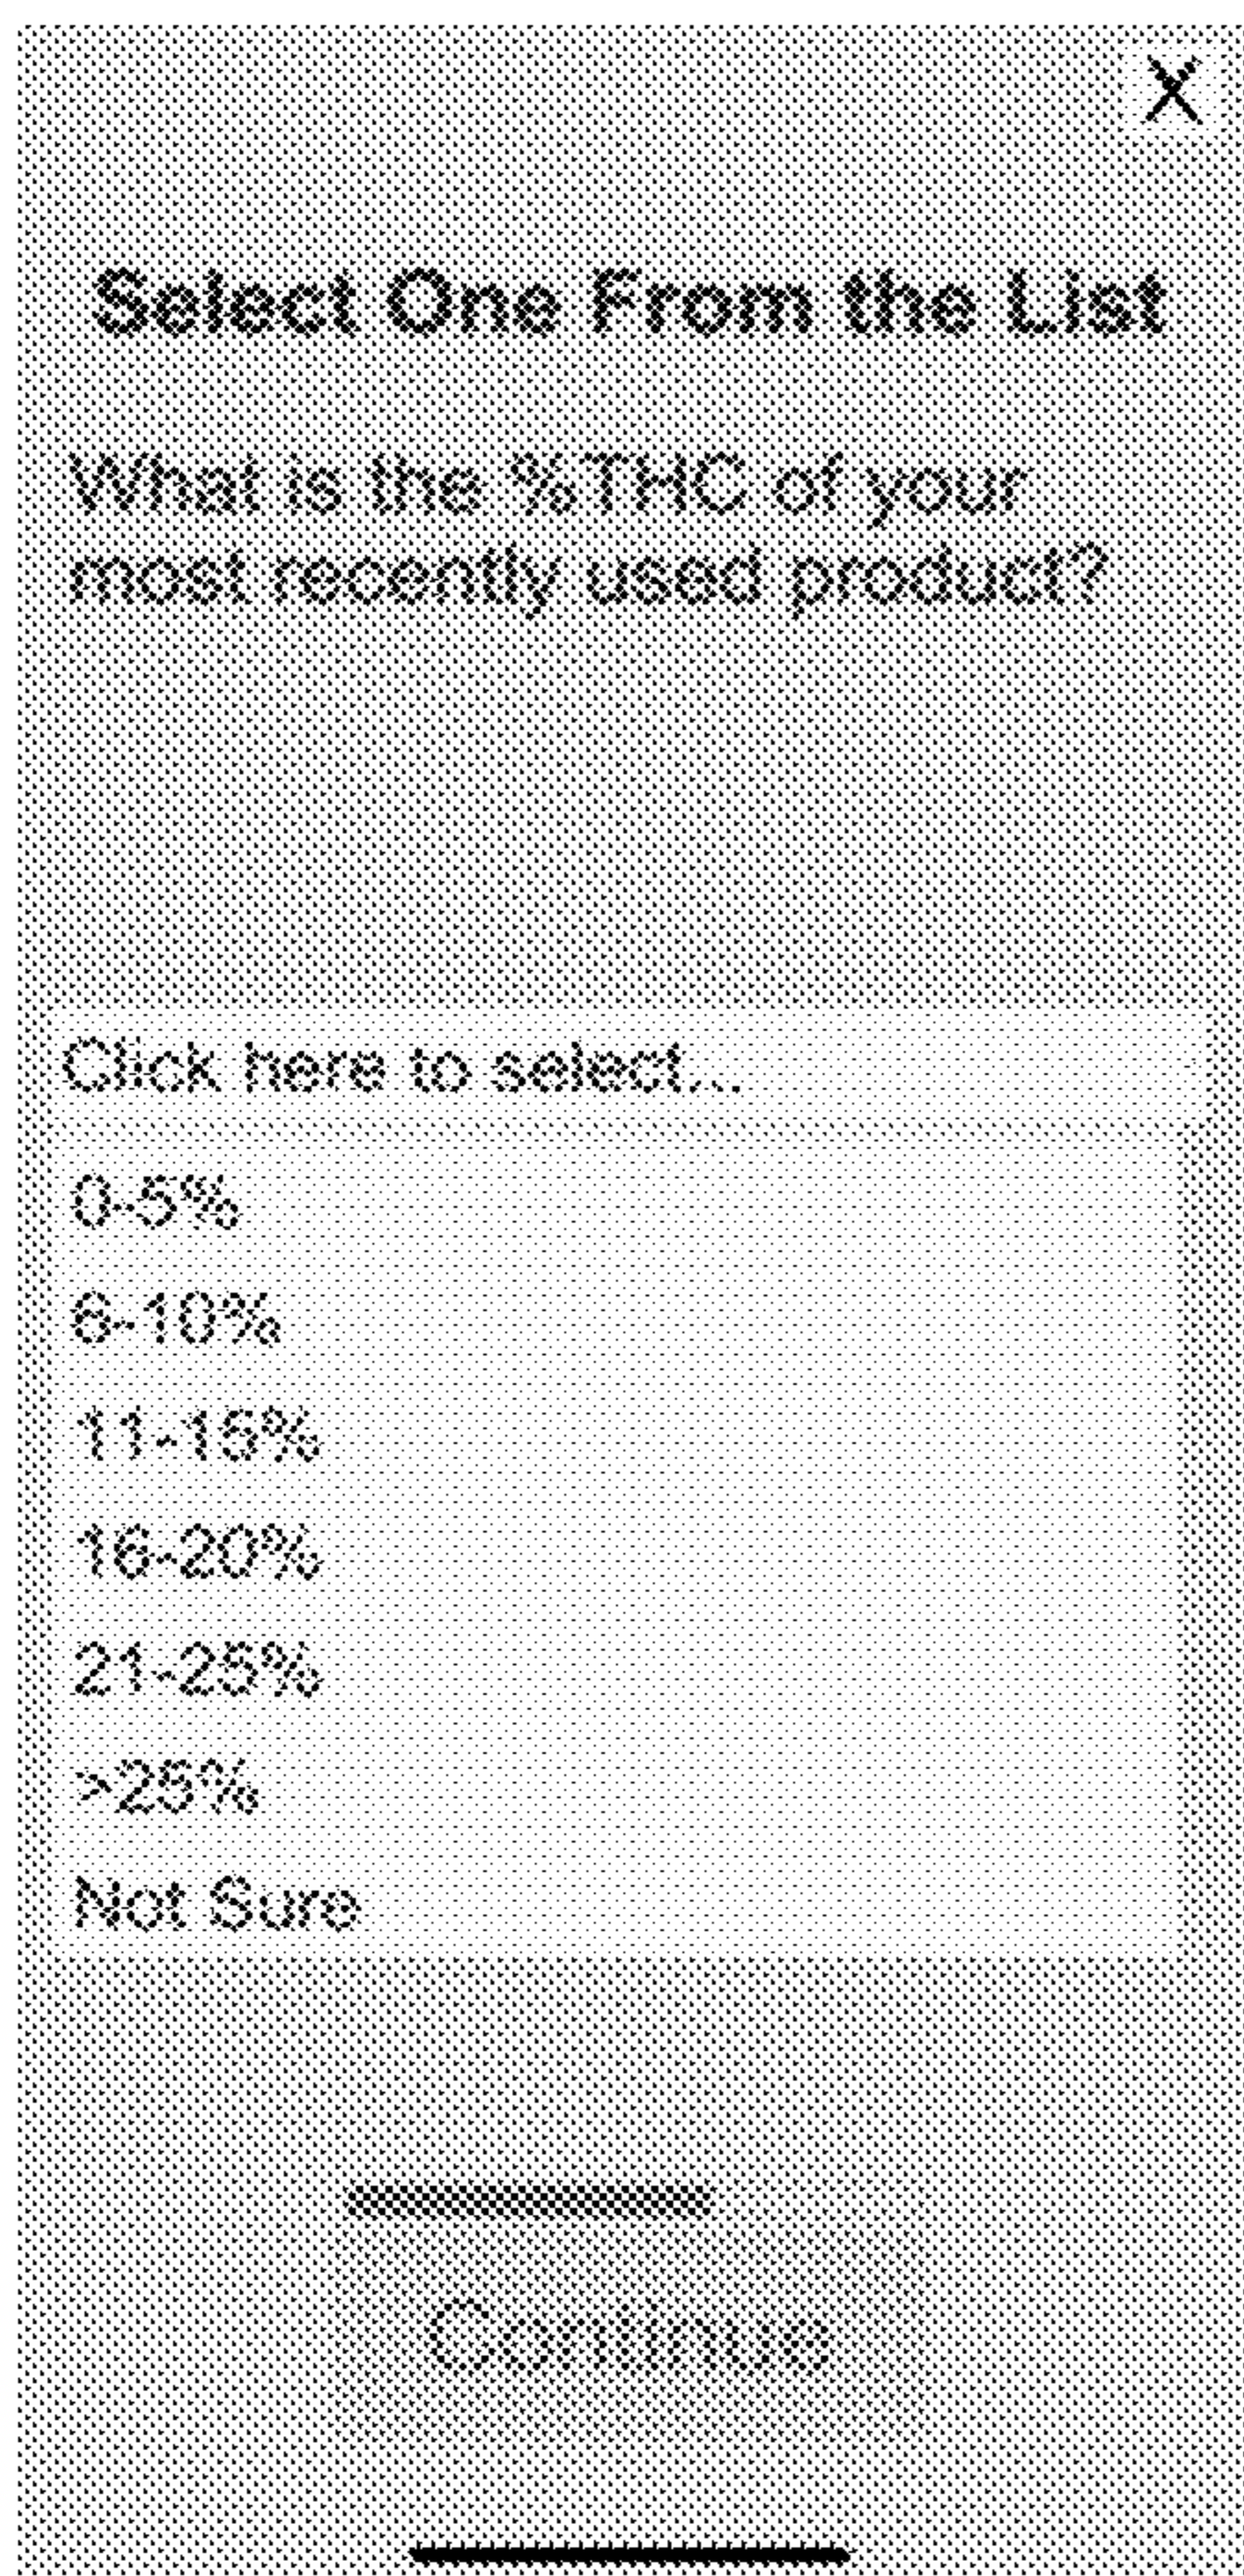 X
Select One From the List
What is the %THC of your
most recently used product?
Click here to select...
0-5%
6-10%
11-15%
16-20%
21-25%
>25%
Not Sure
Continue